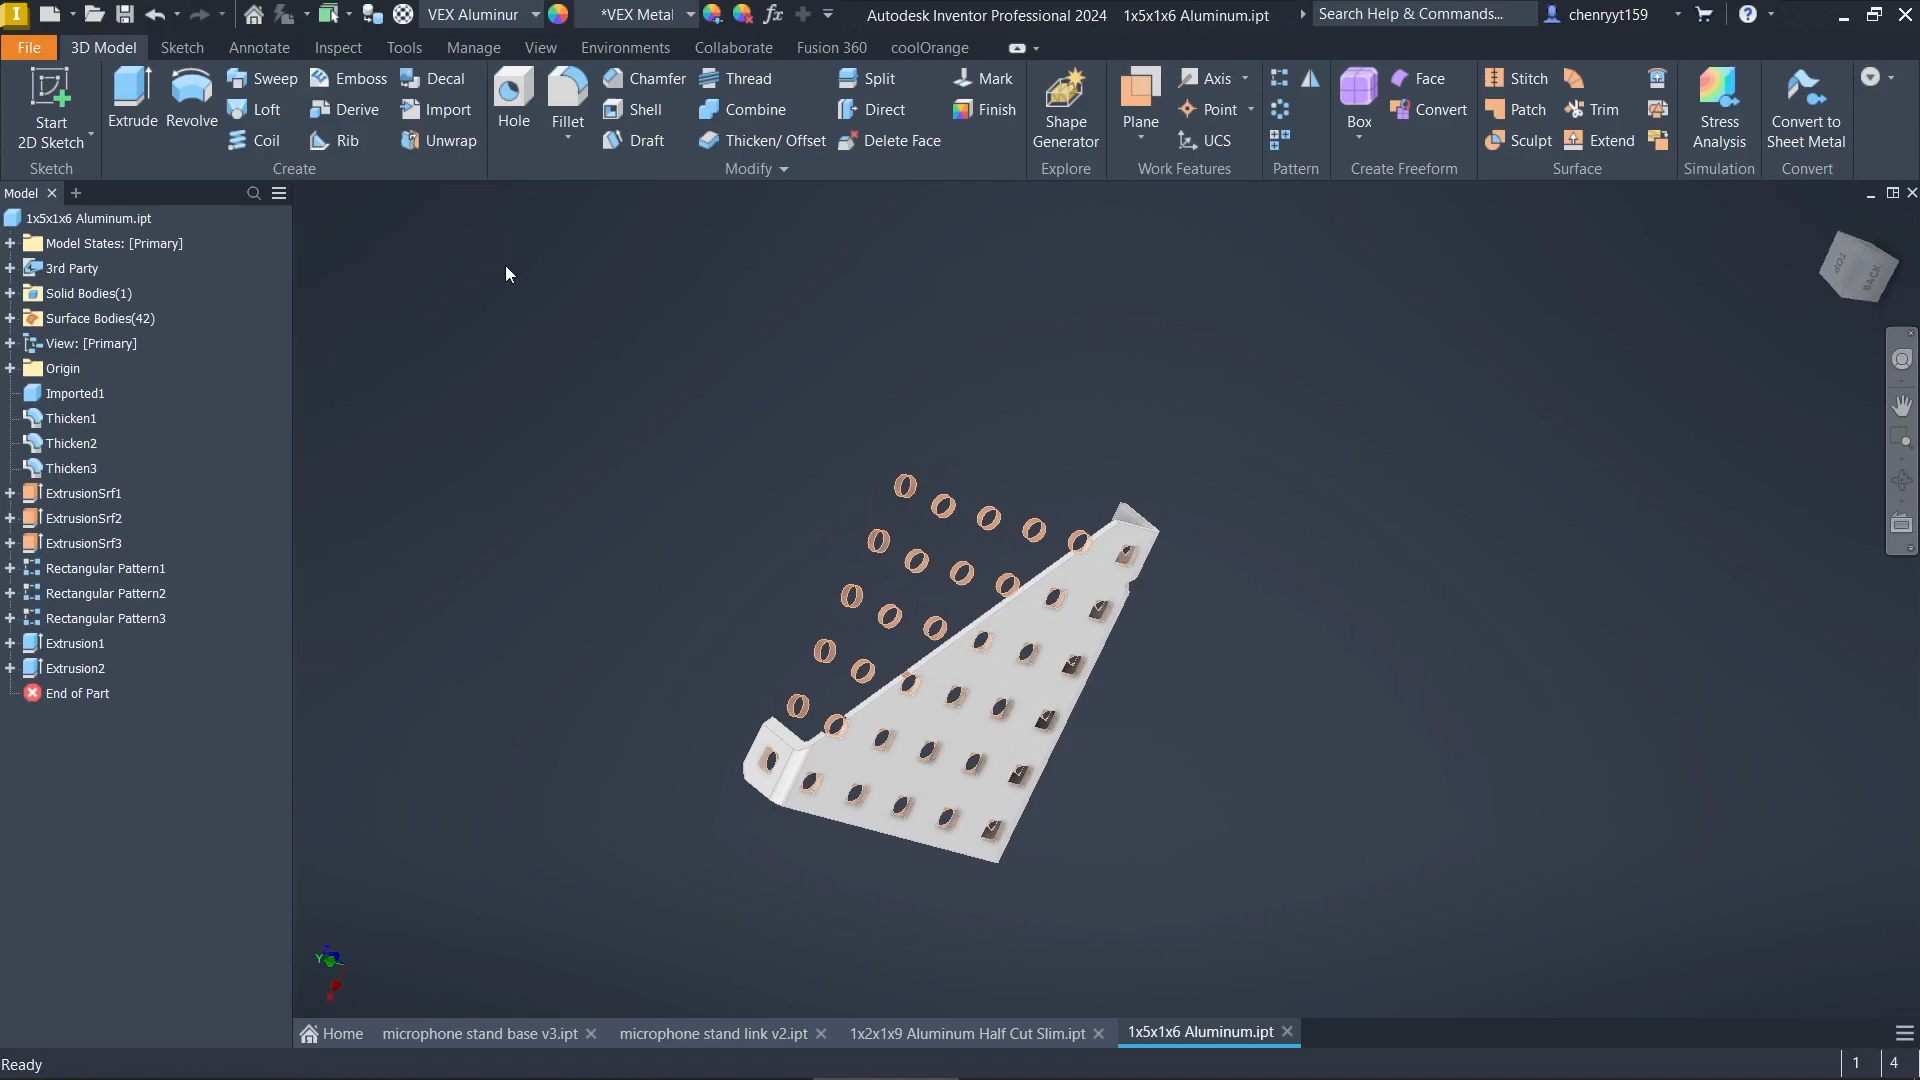 I VEX Aluminur *VEX Metal fx Autodesk Inventor Professional 2024 1x5x1x6 Aluminum.ipt Search Help & Commands... chenryyt159 ?
File 3D Model Sketch Annotate Inspect Tools Manage View Environments Collaborate Fusion 360 coolOrange
Start 2D Sketch
Sketch
Extrude Revolve
Sweep Emboss Decal
Loft Derive Import
Coil Rib Unwrap
Create
Hole Fillet
Chamfer Thread Split Mark
Shell Combine Direct Finish
Draft Thicken/ Offset Delete Face
Modify
Shape Generator
Explore
Plane
Axis
Point
UCS
Work Features
Pattern
Box
Face
Convert
Create Freeform
Stitch
Patch Trim
Sculpt Extend
Surface
Stress Analysis
Simulation
Convert to Sheet Metal
Convert
Model
1x5x1x6 Aluminum.ipt
Model States: [Primary]
3rd Party
Solid Bodies(1)
Surface Bodies(42)
View: [Primary]
Origin
Imported1
Thicken1
Thicken2
Thicken3
ExtrusionSrf1
ExtrusionSrf2
ExtrusionSrf3
Rectangular Pattern1
Rectangular Pattern2
Rectangular Pattern3
Extrusion1
Extrusion2
End of Part
TOP
BACK
Z
Y
X
Home microphone stand base v3.ipt microphone stand link v2.ipt 1x2x1x9 Aluminum Half Cut Slim.ipt 1x5x1x6 Aluminum.ipt
Ready 1 4